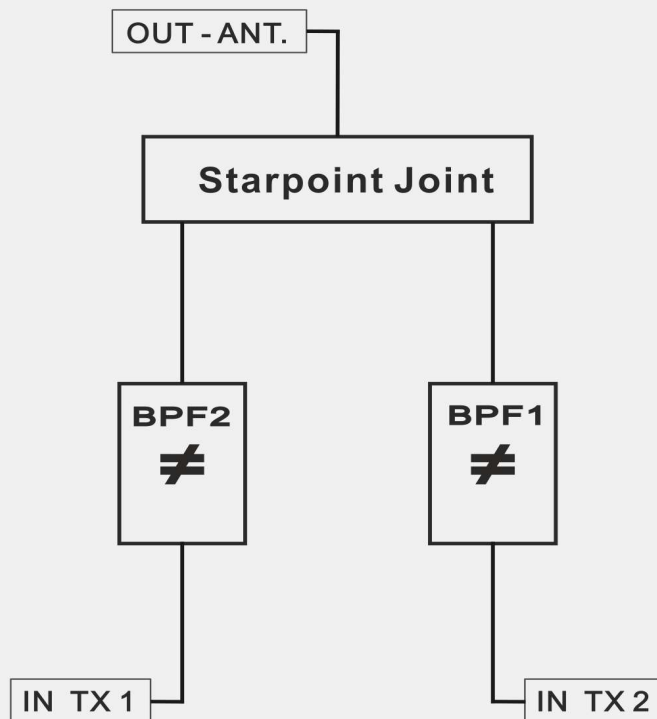 OUT - ANT.
Starpoint Joint
BPF2
≠
BPF1
≠
IN TX 1
IN TX 2